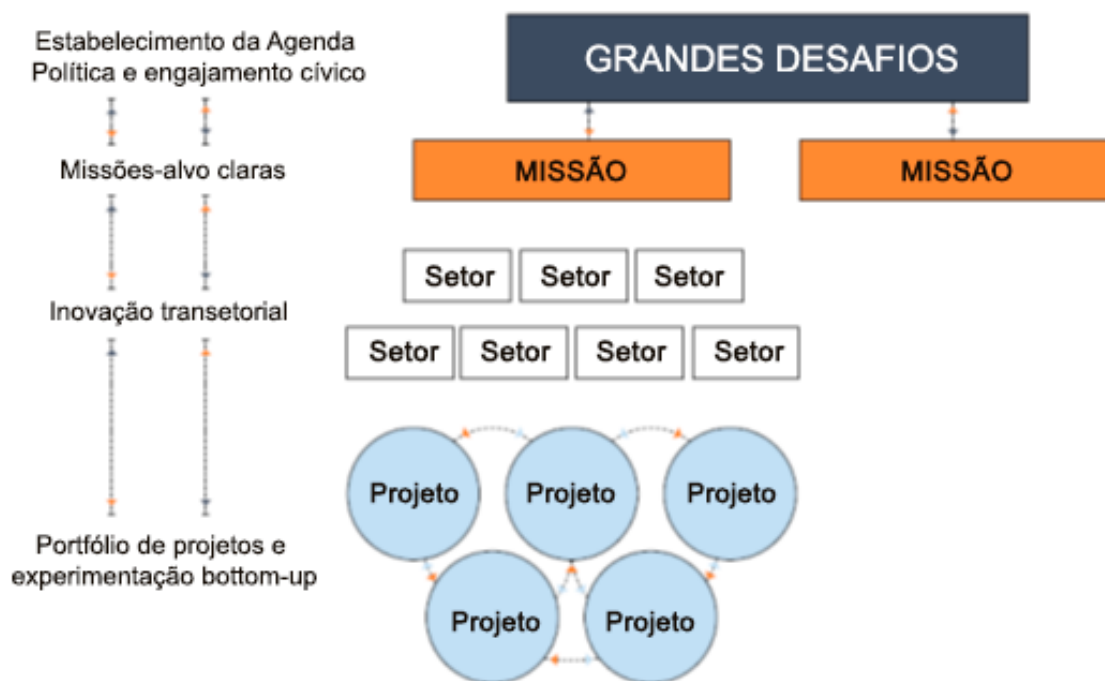 Estabelecimento da Agenda
Política e engajamento cívico
GRANDES DESAFIOS
Missões-alvo claras
MISSÃO
MISSÃO
Inovação transetorial
Setor
Setor
Setor
Setor
Setor
Setor
Setor
Portfólio de projetos e
experimentação bottom-up
Projeto
Projeto
Projeto
Projeto
Projeto